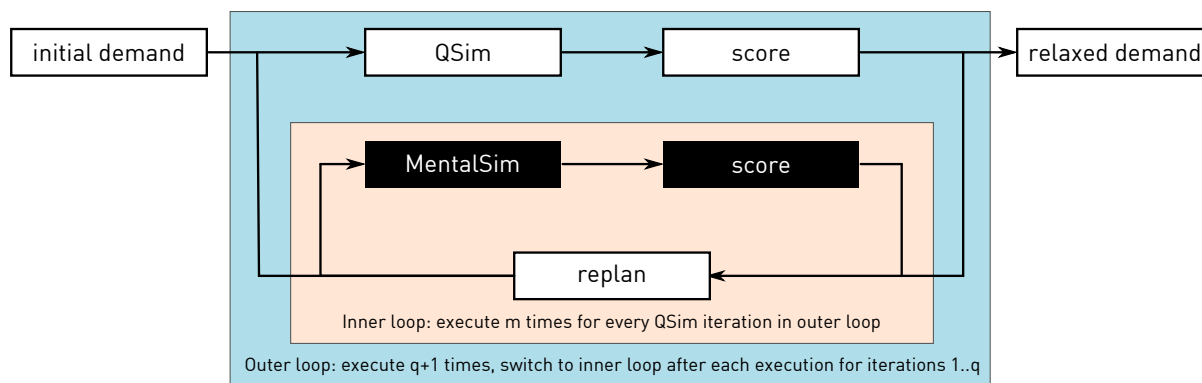 initial demand
QSim
score
relaxed demand
MentalSim
score
replan
Inner loop: execute m times for every QSim iteration in outer loop
Outer loop: execute q+1 times, switch to inner loop after each execution for iterations 1..q